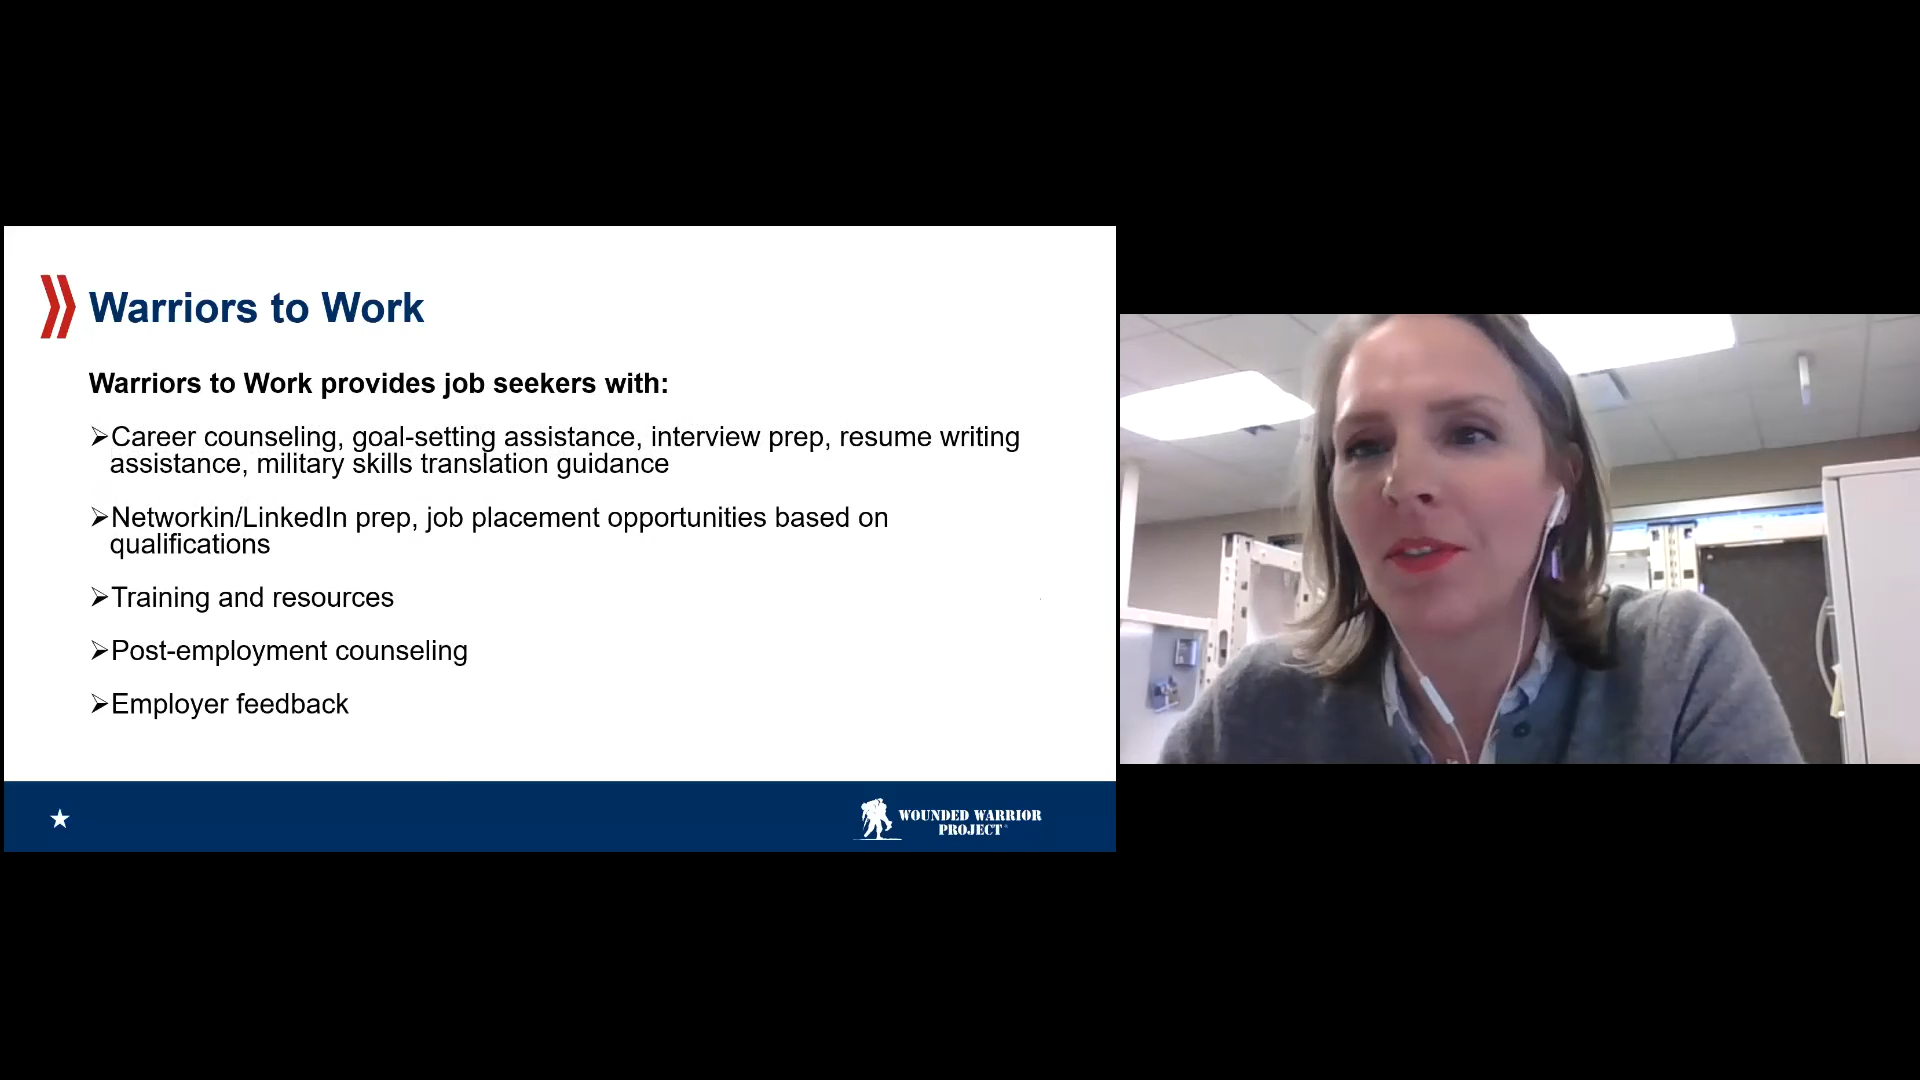 Warriors to Work
Warriors to Work provides job seekers with:
➢Career counseling, goal-setting assistance, interview prep, resume writing
assistance, military skills translation guidance
➢Networkin/LinkedIn prep, job placement opportunities based on
qualifications
➢Training and resources
➢Post-employment counseling
➢Employer feedback
WOUNDED WARRIOR
PROJECT